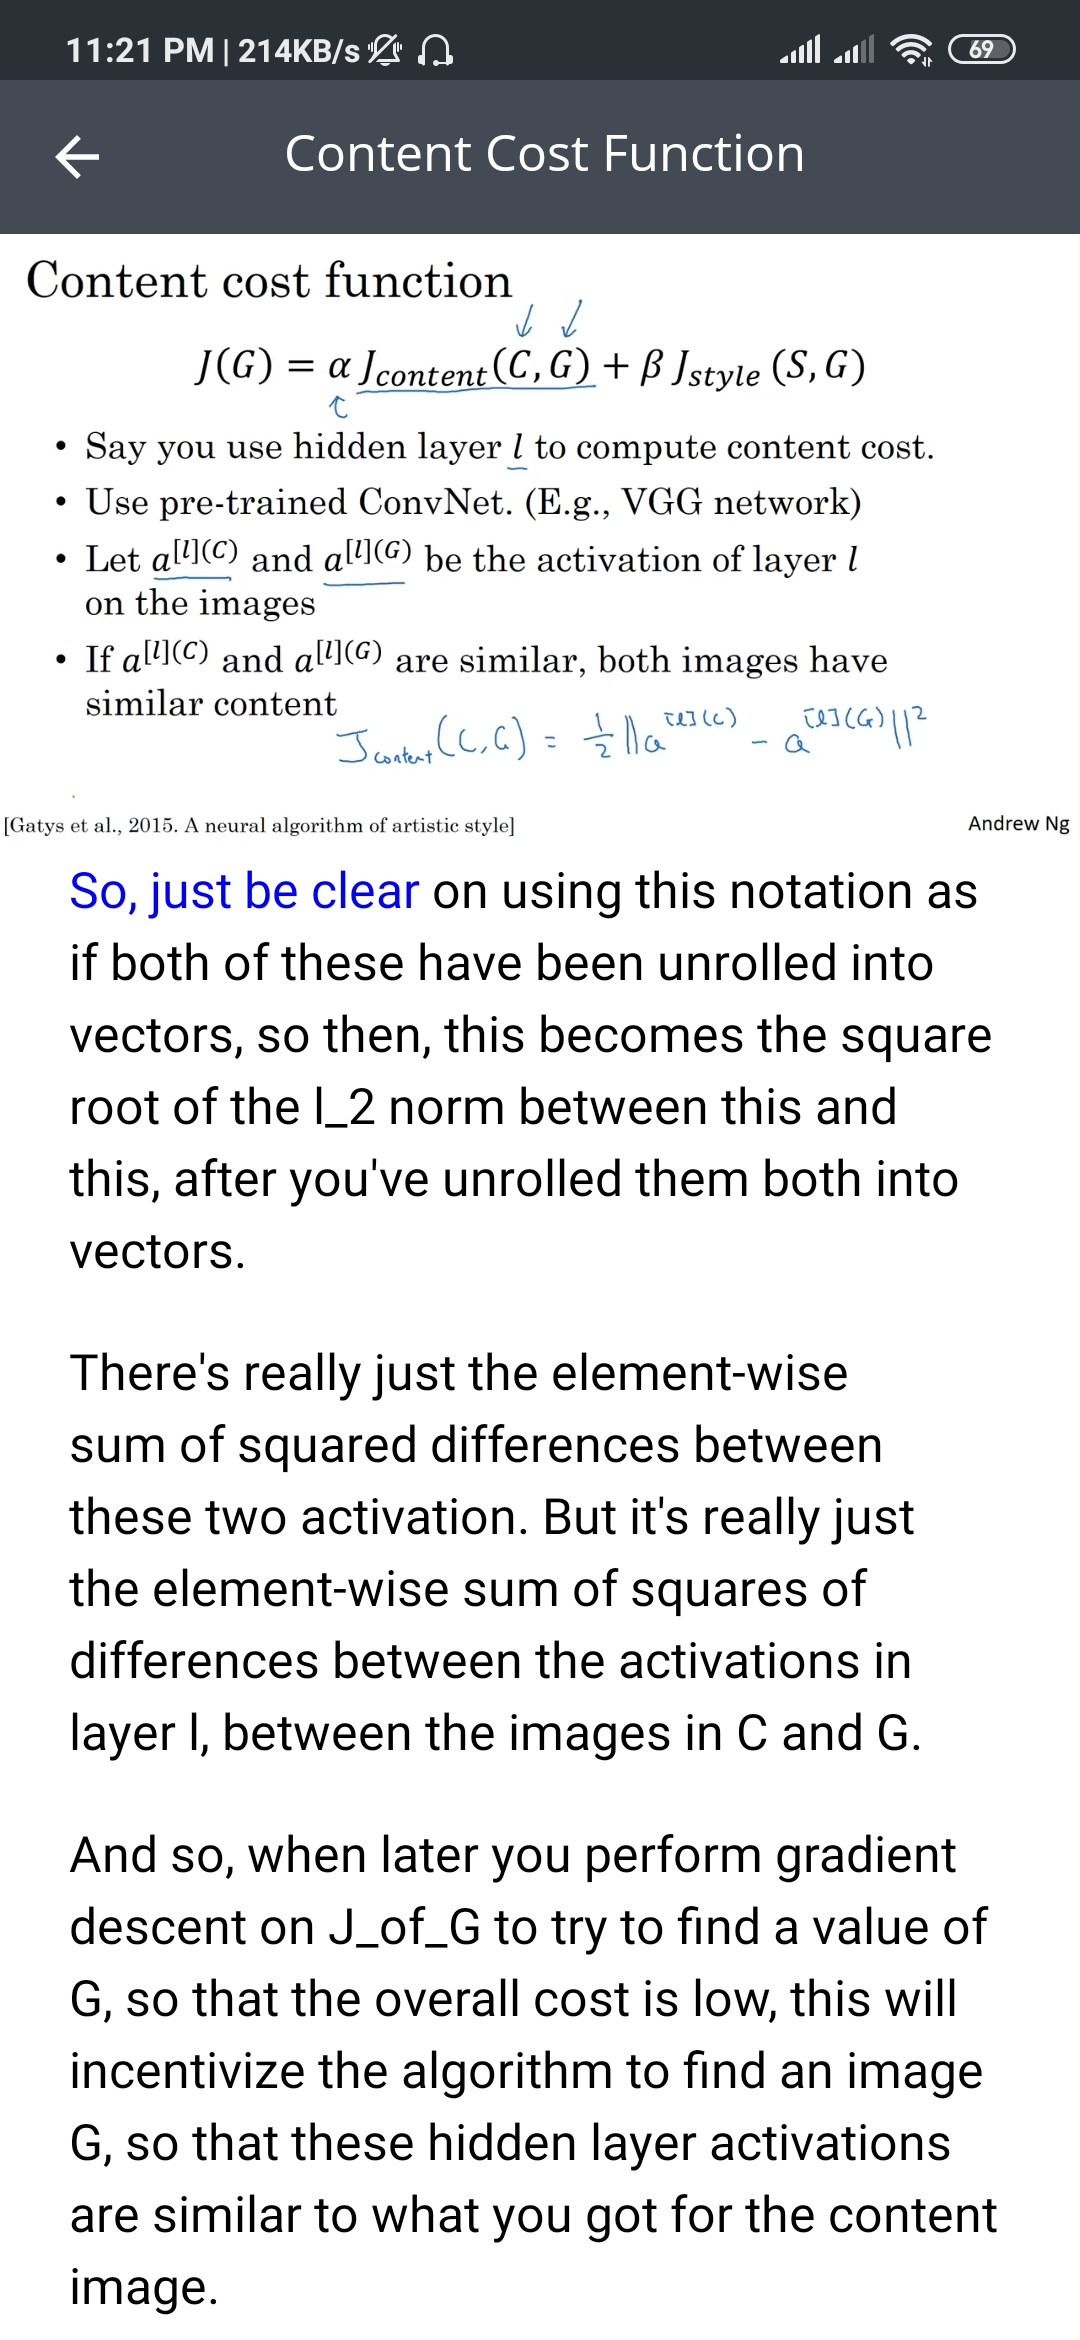 11:21 PM | 214KB/s 69
Content Cost Function
Content cost function
J(G) = α J_content(C, G) + β J_style (S, G)
• Say you use hidden layer l to compute content cost.
• Use pre-trained ConvNet. (E.g., VGG network)
• Let a^[l](C) and a^[l](G) be the activation of layer l
on the images
• If a^[l](C) and a^[l](G) are similar, both images have
similar content
J_content(C,G) = 1/2 ||a^[l](C) - a^[l](G)||^2
[Gatys et al., 2015. A neural algorithm of artistic style]
Andrew Ng
So, just be clear on using this notation as
if both of these have been unrolled into
vectors, so then, this becomes the square
root of the l_2 norm between this and
this, after you've unrolled them both into
vectors.
There's really just the element-wise
sum of squared differences between
these two activation. But it's really just
the element-wise sum of squares of
differences between the activations in
layer l, between the images in C and G.
And so, when later you perform gradient
descent on J_of_G to try to find a value of
G, so that the overall cost is low, this will
incentivize the algorithm to find an image
G, so that these hidden layer activations
are similar to what you got for the content
image.